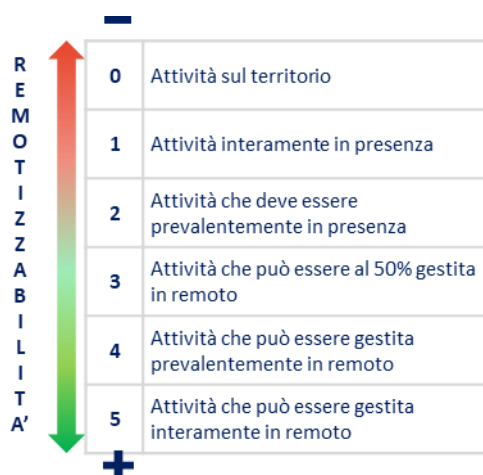 −
REMOTIZZABILITA'
0 Attività sul territorio
1 Attività interamente in presenza
2 Attività che deve essere
prevalentemente in presenza
3 Attività che può essere al 50% gestita
in remoto
4 Attività che può essere gestita
prevalentemente in remoto
5 Attività che può essere gestita
interamente in remoto
+